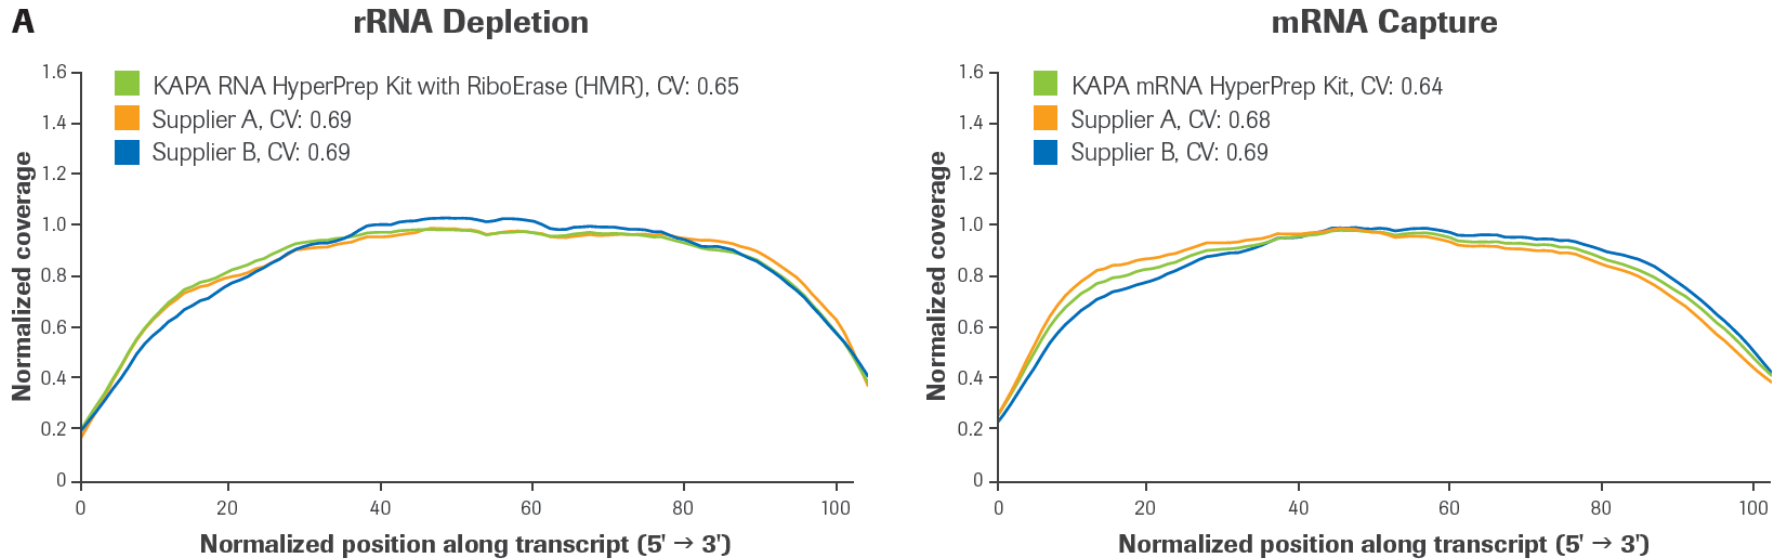 A
rRNA Depletion
1.6
1.4
1.2
1.0
0.8
0.6
0.4
0.2
0
Normalized coverage
KAPA RNA HyperPrep Kit with RiboErase (HMR), CV: 0.65
Supplier A, CV: 0.69
Supplier B, CV: 0.69
0 20 40 60 80 100
Normalized position along transcript (5' → 3')
mRNA Capture
1.6
1.4
1.2
1.0
0.8
0.6
0.4
0.2
0
Normalized coverage
KAPA mRNA HyperPrep Kit, CV: 0.64
Supplier A, CV: 0.68
Supplier B, CV: 0.69
0 20 40 60 80 100
Normalized position along transcript (5' → 3')